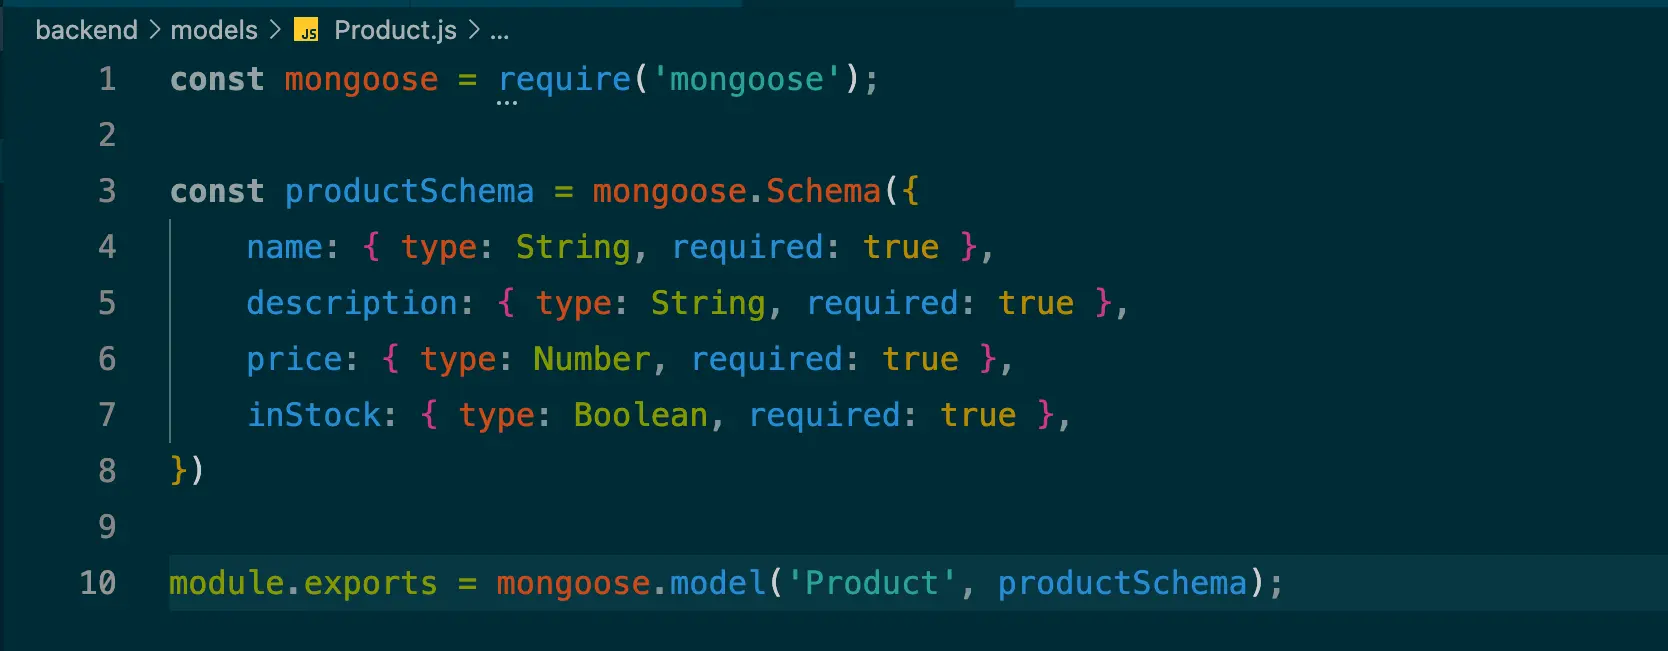 backend > models > JS Product.js > ...
1 const mongoose = require('mongoose');
2
3 const productSchema = mongoose.Schema({
4     name: { type: String, required: true },
5     description: { type: String, required: true },
6     price: { type: Number, required: true },
7     inStock: { type: Boolean, required: true },
8 })
9
10 module.exports = mongoose.model('Product', productSchema);